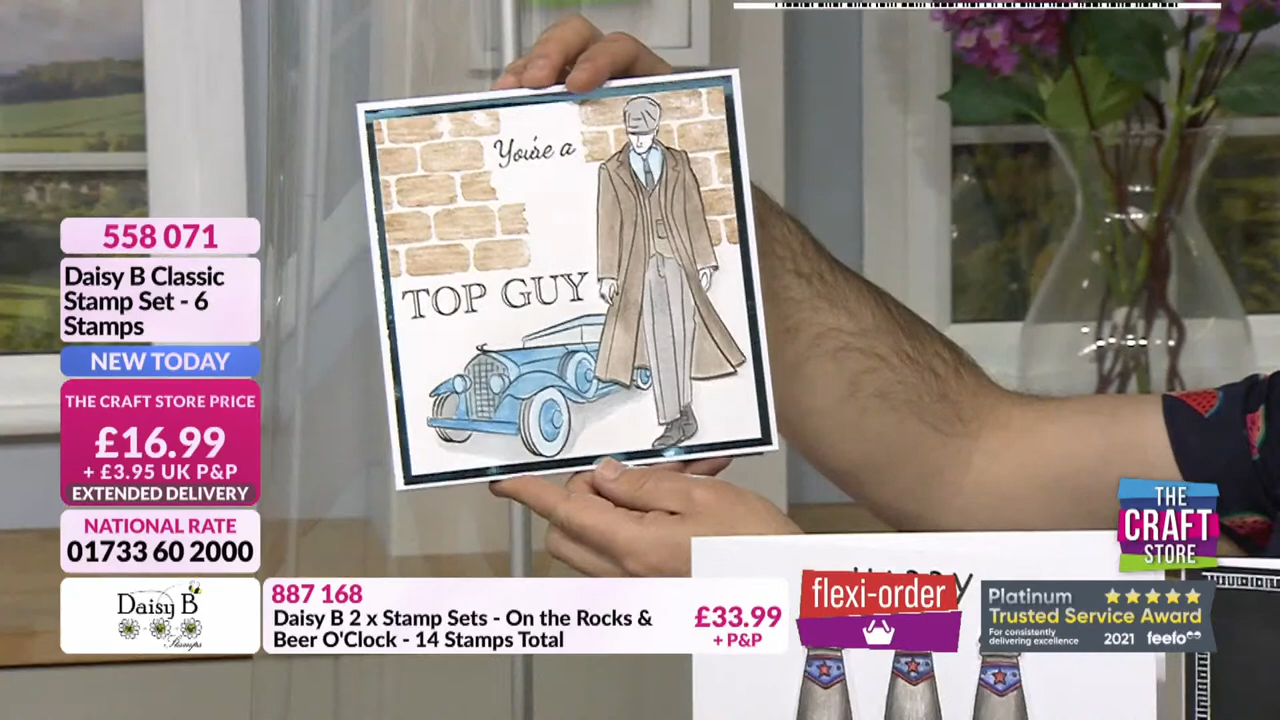 You're a
TOP GUY
558 071
Daisy B Classic
Stamp Set - 6
Stamps
NEW TODAY
THE CRAFT STORE PRICE
£16.99
+ £3.95 UK P&P
EXTENDED DELIVERY
NATIONAL RATE
01733 60 2000
Daisy B
Stamps
887 168
Daisy B 2 x Stamp Sets - On the Rocks &
Beer O'Clock - 14 Stamps Total
£33.99
+ P&P
flexi-order
THE
CRAFT
STORE
Platinum
Trusted Service Award
For consistently
delivering excellence
2021 feefo